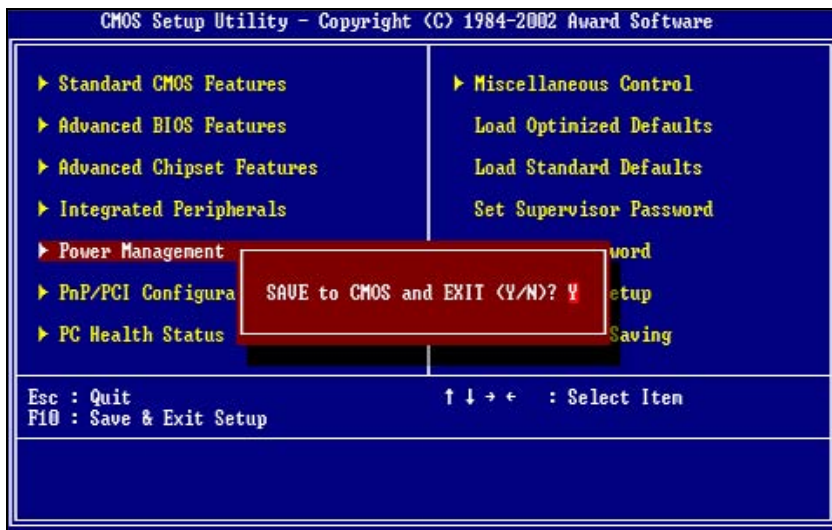 CMOS Setup Utility - Copyright (C) 1984-2002 Award Software
▶ Standard CMOS Features
▶ Advanced BIOS Features
▶ Advanced Chipset Features
▶ Integrated Peripherals
▶ Power Management
▶ PnP/PCI Configura
▶ PC Health Status
▶ Miscellaneous Control
Load Optimized Defaults
Load Standard Defaults
Set Supervisor Password
word
etup
Saving
SAVE to CMOS and EXIT (Y/N)? Y
Esc : Quit
F10 : Save & Exit Setup
↑ ↓ → ← : Select Item